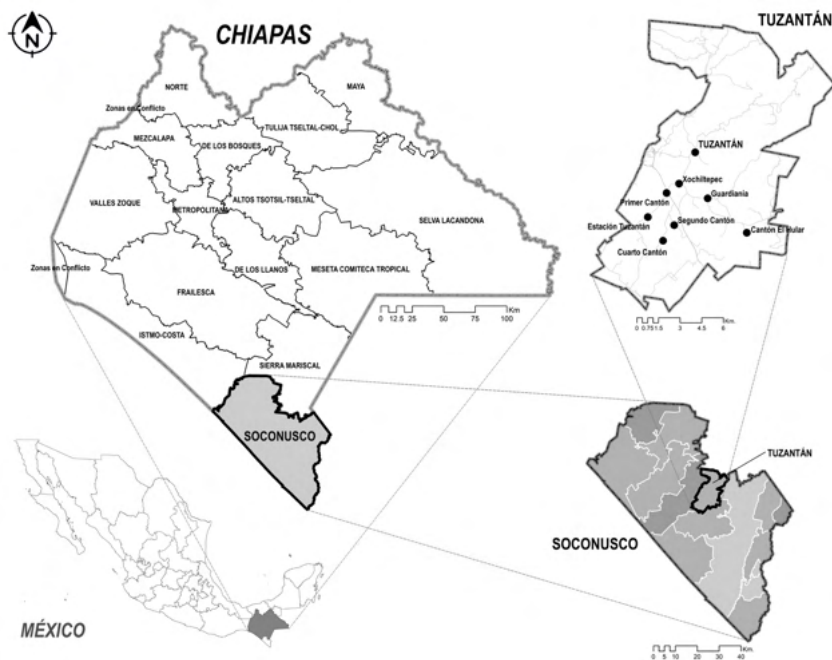 N
CHIAPAS
NORTE
MAYA
Zonas en Conflicto
TULIJA TSELTAL-CHOL
MEZCALAPA
DE LOS BOSQUES
VALLES ZOQUE
ALTOS TSOTSIL-TSELTAL
METROPOLITANA
SELVA LACANDONA
Zonas en Conflicto
DE LOS LLANOS
MESETA COMITECA TROPICAL
FRAILESCA
ISTMO-COSTA
SIERRA MARISCAL
SOCONUSCO
0 12.5 25 50 75 100 Km
TUZANTÁN
TUZANTÁN
Xochiltepec
Primer Cantón
Guardianía
Estación Tuzantán
Segundo Cantón
Cantón El Hular
Cuarto Cantón
0 0.75 1.5 3 4.5 6 Km.
TUZANTÁN
SOCONUSCO
0 5 10 20 30 40 Km.
MÉXICO